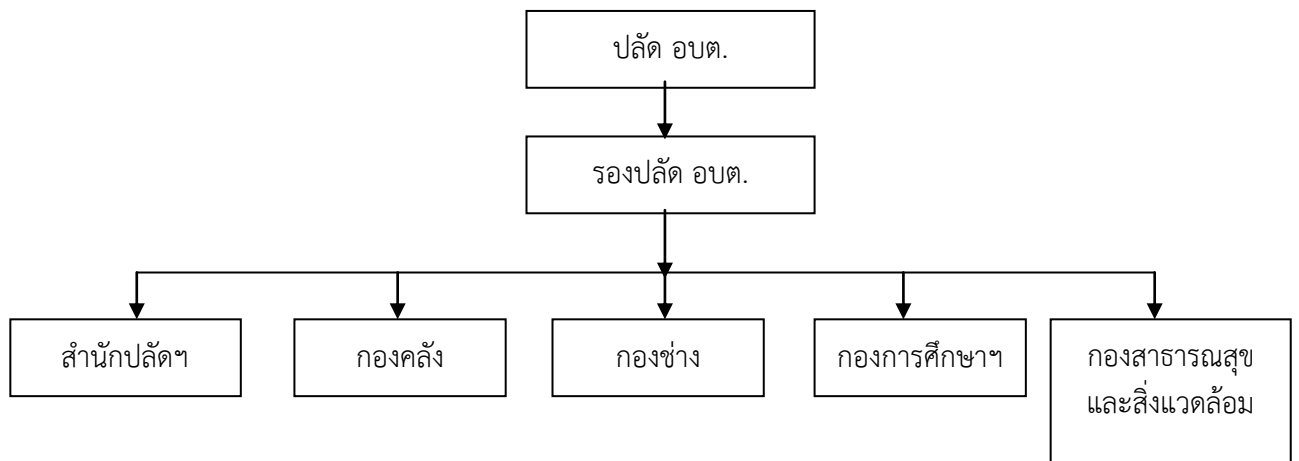 ปลัด อบต.
รองปลัด อบต.
สำนักปลัดฯ
กองคลัง
กองช่าง
กองการศึกษาฯ
กองสาธารณสุข
และสิ่งแวดล้อม